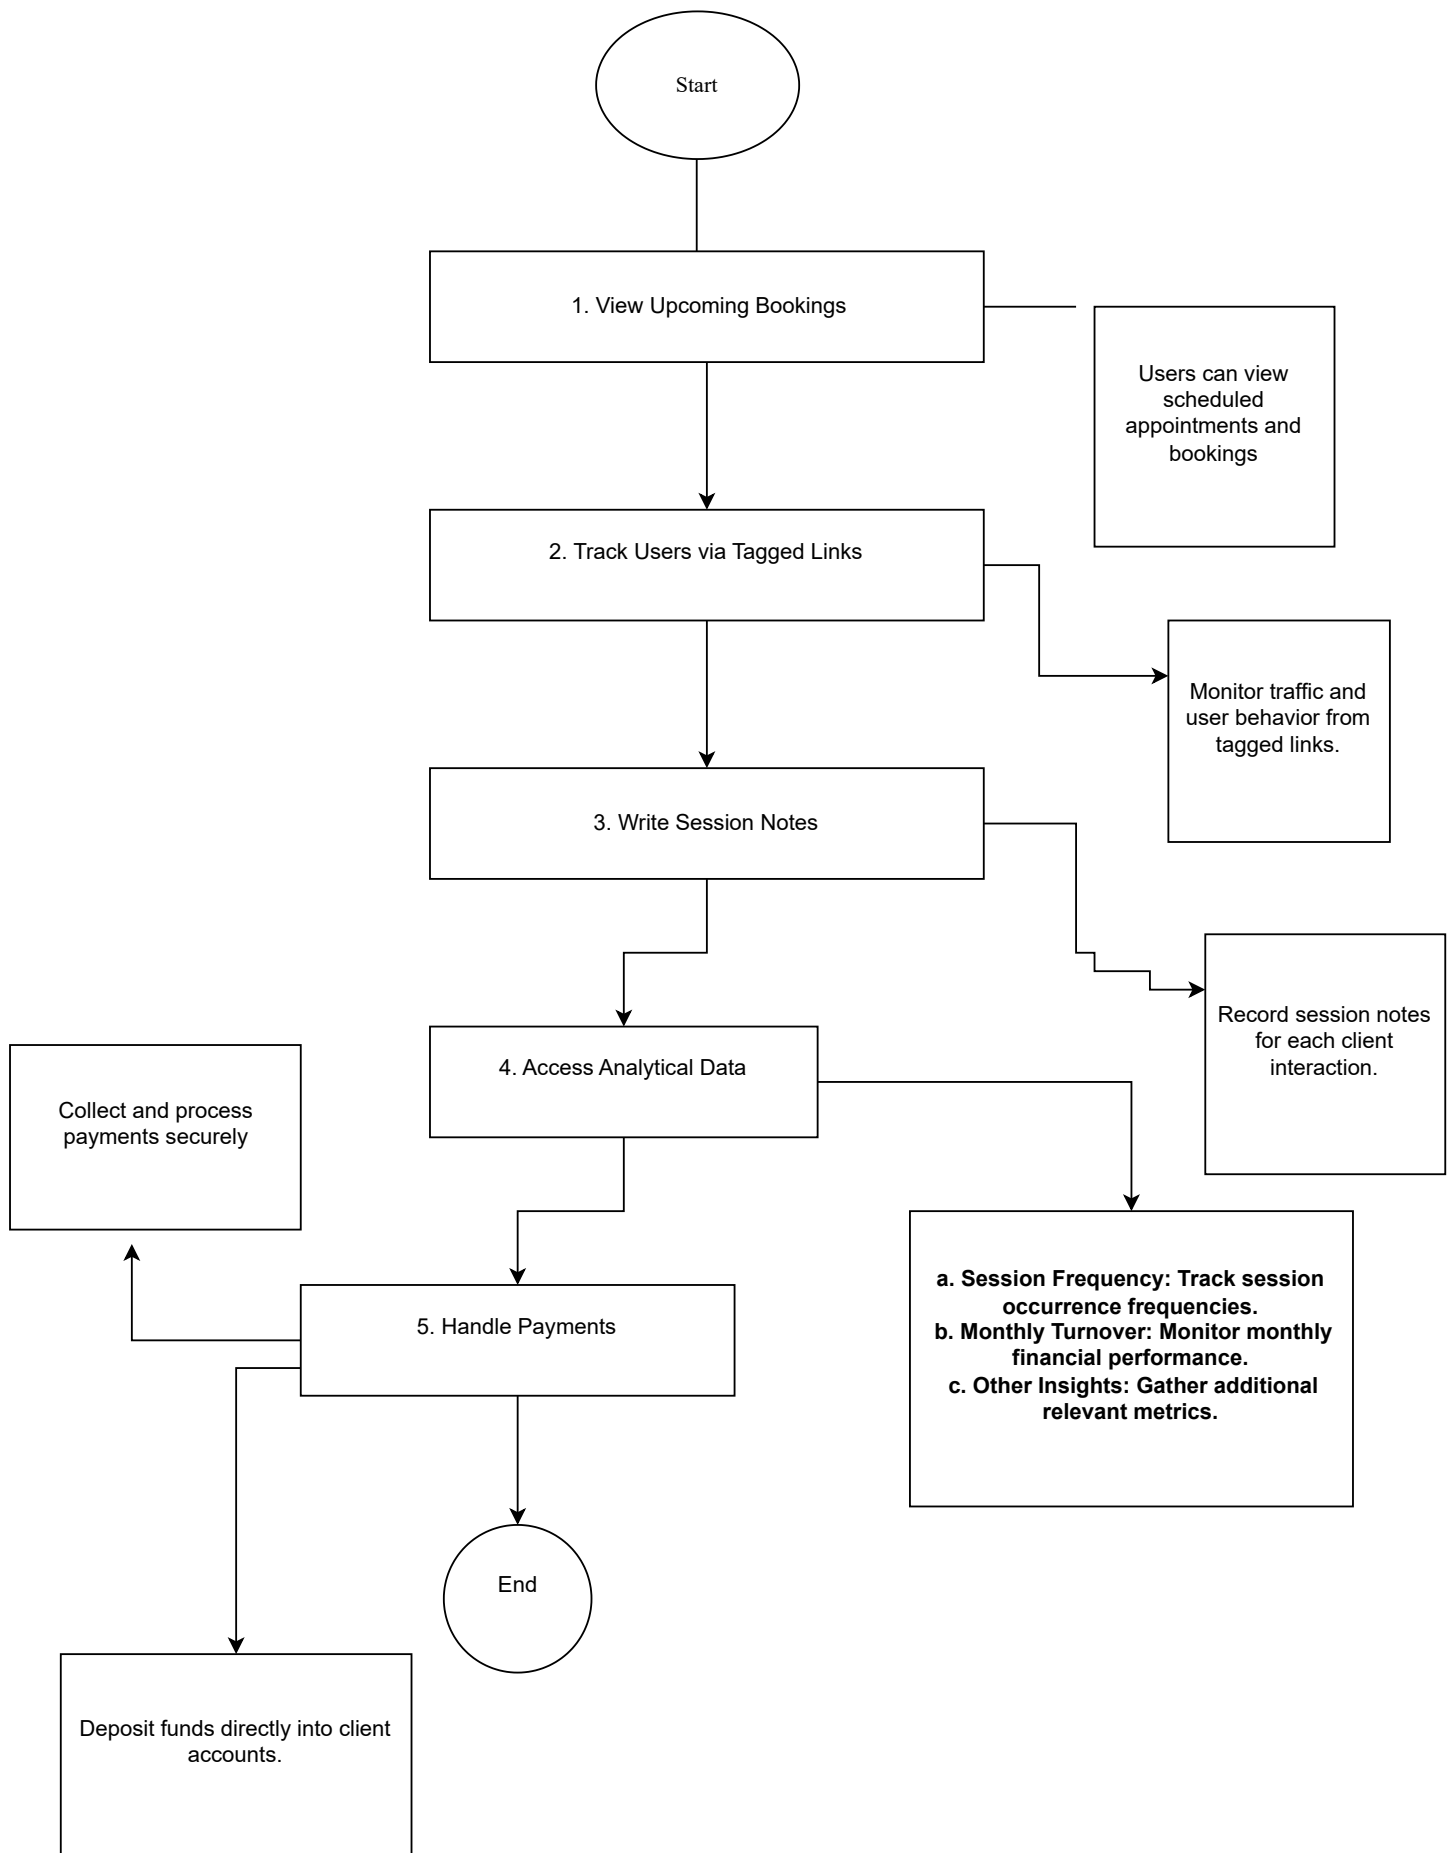 Start
1. View Upcoming Bookings
Users can view
scheduled
appointments and
bookings
2. Track Users via Tagged Links
Monitor traffic and
user behavior from
tagged links.
3. Write Session Notes
Record session notes
for each client
interaction.
4. Access Analytical Data
Collect and process
payments securely
a. Session Frequency: Track session
occurrence frequencies.
b. Monthly Turnover: Monitor monthly
financial performance.
c. Other Insights: Gather additional
relevant metrics.
5. Handle Payments
End
Deposit funds directly into client
accounts.